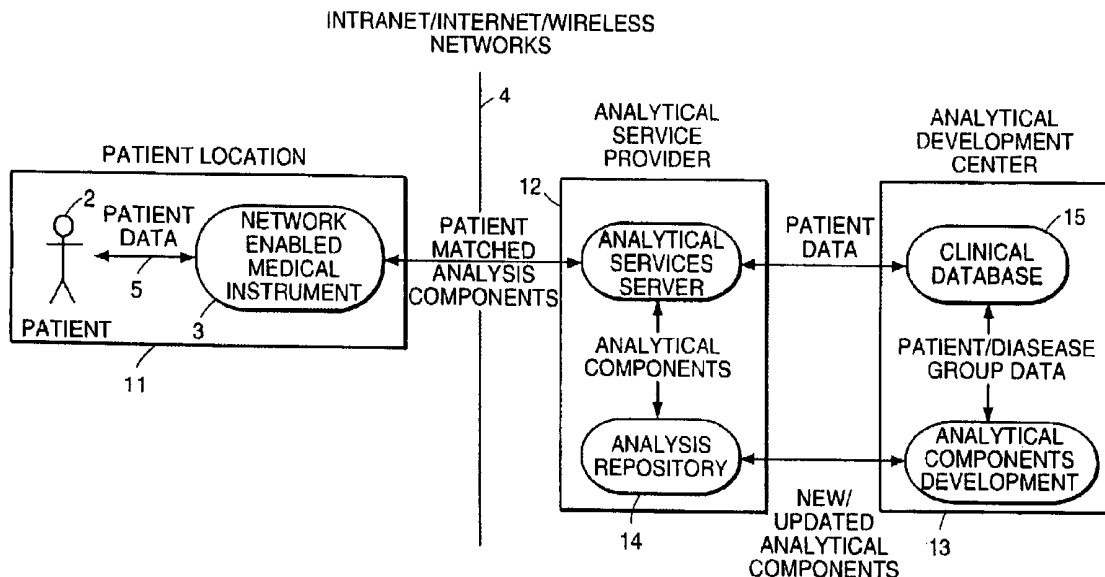 INTRANET/INTERNET/WIRELESS
NETWORKS
4
PATIENT LOCATION
2
PATIENT
DATA
5
NETWORK
ENABLED
MEDICAL
INSTRUMENT
3
PATIENT
11
PATIENT
MATCHED
ANALYSIS
COMPONENTS
ANALYTICAL
SERVICE
PROVIDER
12
ANALYTICAL
SERVICES
SERVER
ANALYTICAL
COMPONENTS
ANALYSIS
REPOSITORY
14
PATIENT
DATA
NEW/
UPDATED
ANALYTICAL
COMPONENTS
ANALYTICAL
DEVELOPMENT
CENTER
15
CLINICAL
DATABASE
PATIENT/DIASEASE
GROUP DATA
ANALYTICAL
COMPONENTS
DEVELOPMENT
13